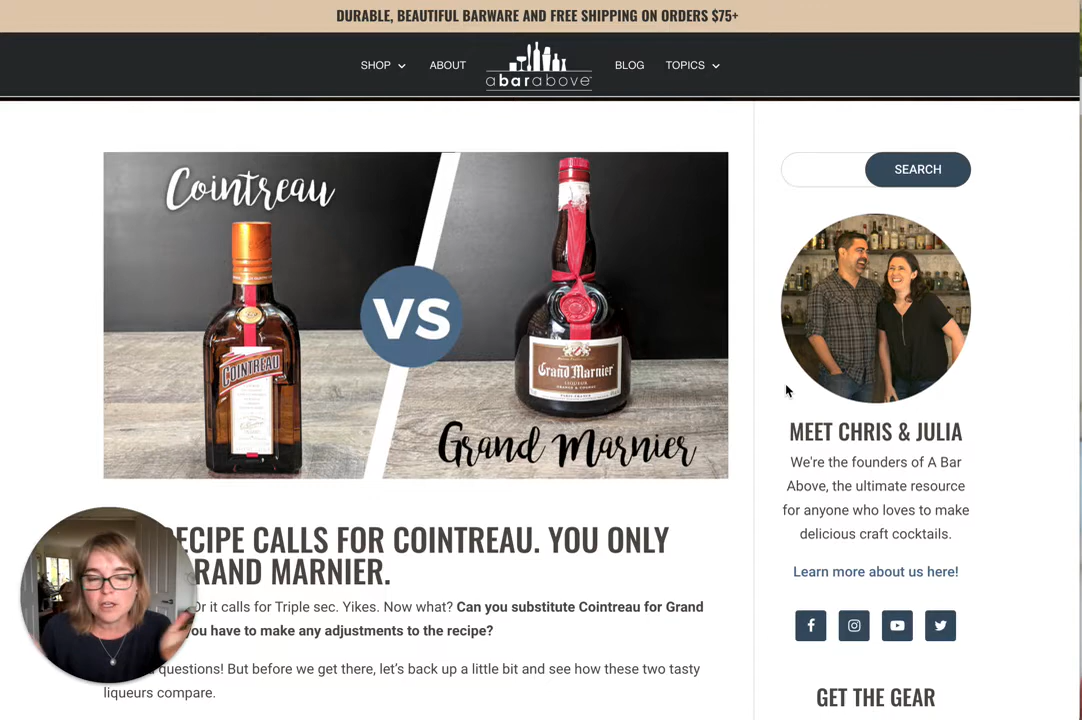 DURABLE, BEAUTIFUL BARWARE AND FREE SHIPPING ON ORDERS $75+
SHOP ABOUT abarabove BLOG TOPICS
Cointreau
VS
COINTREAU
Grand Marnier
LIQUEUR
Grand Marnier
SEARCH
MEET CHRIS & JULIA
We're the founders of A Bar
Above, the ultimate resource
for anyone who loves to make
delicious craft cocktails.
Learn more about us here!
GET THE GEAR
RECIPE CALLS FOR COINTREAU. YOU ONLY
RAND MARNIER.
Or it calls for Triple sec. Yikes. Now what? Can you substitute Cointreau for Grand
you have to make any adjustments to the recipe?
questions! But before we get there, let's back up a little bit and see how these two tasty
liqueurs compare.